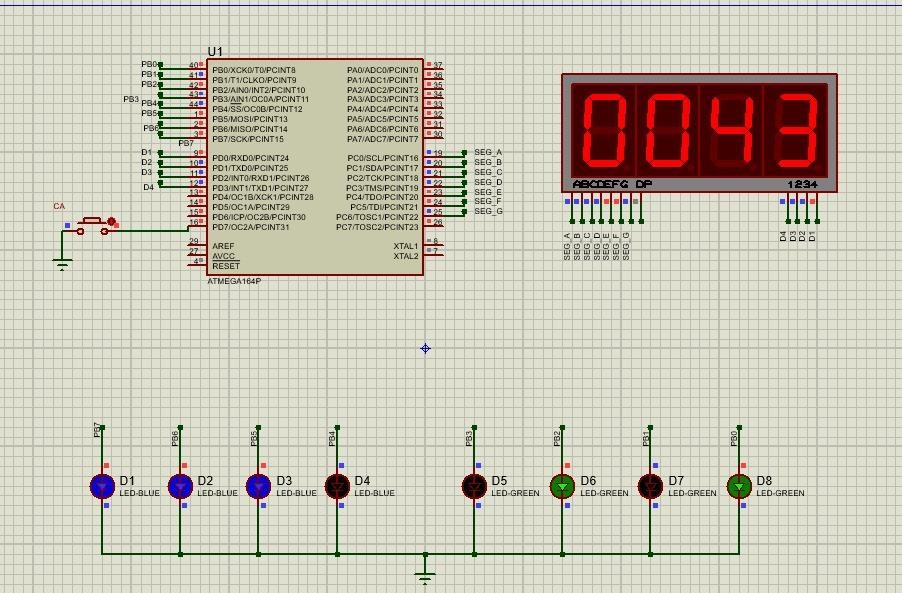 U1
PB0 40 PB0/XCK0/T0/PCINT8 PA0/ADC0/PCINT0 37
PB1 41 PB1/T1/CLKO/PCINT9 PA1/ADC1/PCINT1 36
PB2 42 PB2/AIN0/INT2/PCINT10 PA2/ADC2/PCINT2 35
PB3 43 PB3/AIN1/OC0A/PCINT11 PA3/ADC3/PCINT3 34
PB4 44 PB4/SS/OC0B/PCINT12 PA4/ADC4/PCINT4 33
PB5 1 PB5/MOSI/PCINT13 PA5/ADC5/PCINT5 32
PB6 2 PB6/MISO/PCINT14 PA6/ADC6/PCINT6 31
PB7 3 PB7/SCK/PCINT15 PA7/ADC7/PCINT7 30
D1 9 PD0/RXD0/PCINT24 PC0/SCL/PCINT16 19 SEG_A
D2 10 PD1/TXD0/PCINT25 PC1/SDA/PCINT17 20 SEG_B
D3 11 PD2/INT0/RXD1/PCINT26 PC2/TCK/PCINT18 21 SEG_C
D4 12 PD3/INT1/TXD1/PCINT27 PC3/TMS/PCINT19 22 SEG_D
13 PD4/OC1B/XCK1/PCINT28 PC4/TDO/PCINT20 23 SEG_E
14 PD5/OC1A/PCINT29 PC5/TDI/PCINT21 24 SEG_F
15 PD6/ICP/OC2B/PCINT30 PC6/TOSC1/PCINT22 25 SEG_G
16 PD7/OC2A/PCINT31 PC7/TOSC2/PCINT23 26
29 AREF XTAL1 8
27 AVCC XTAL2 7
4 RESET
ATMEGA164P
CA
0043
ABCDEFG DP 1234
SEG_A SEG_B SEG_C SEG_D SEG_E SEG_F SEG_G D4 D3 D2 D1
PB7 PB6 PB5 PB4 PB3 PB2 PB1 PB0
D1 D2 D3 D4 D5 D6 D7 D8
LED-BLUE LED-BLUE LED-BLUE LED-BLUE LED-GREEN LED-GREEN LED-GREEN LED-GREEN